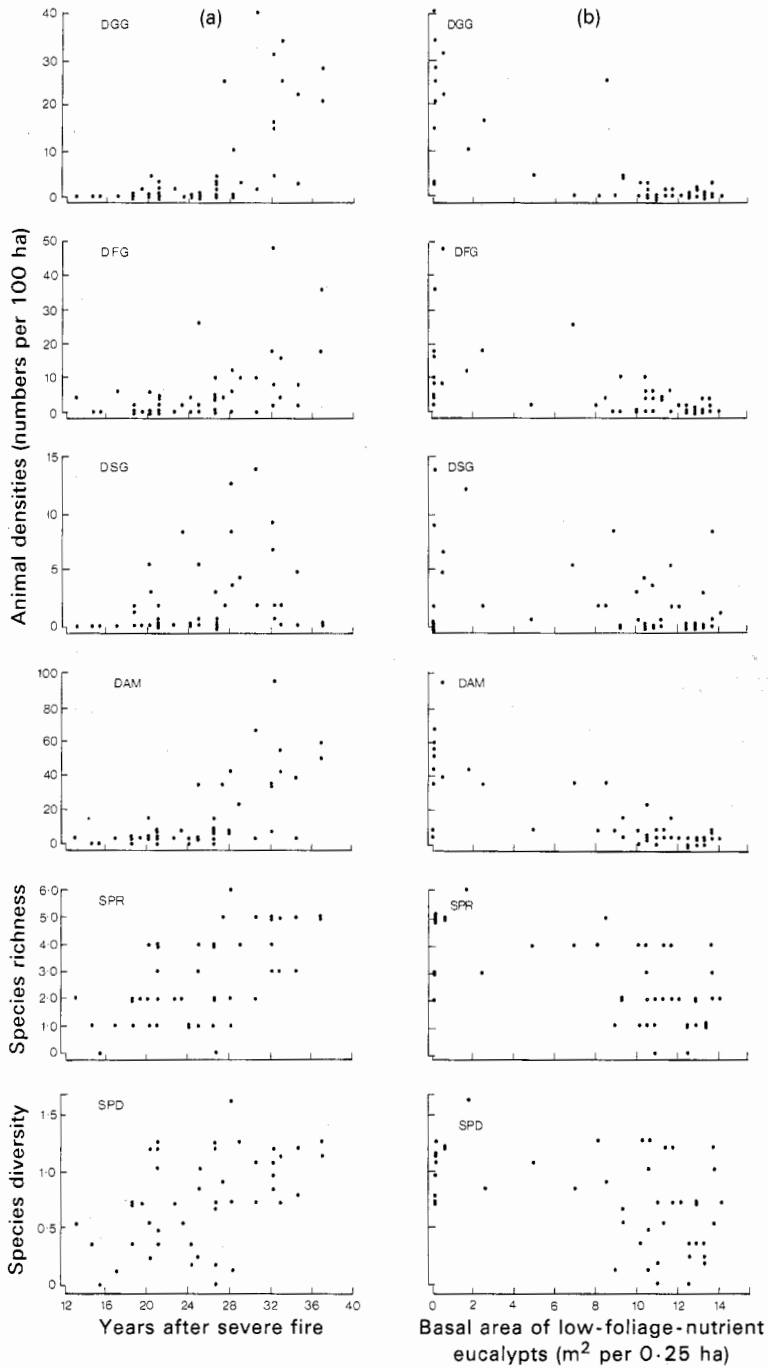 (a) (b)
DGG DGG
40
30
20
10
0
DFG DFG
50
40
30
20
10
0
Animal densities (numbers per 100 ha)
DSG DSG
15
10
5
0
DAM DAM
100
80
60
40
20
0
SPR SPR
6·0
5·0
4·0
3·0
2·0
1·0
0
Species richness
SPD SPD
1·5
1·0
0·5
0
Species diversity
12 16 20 24 28 32 36 40 0 2 4 6 8 10 12 14
Years after severe fire Basal area of low-foliage-nutrient
eucalypts (m² per 0·25 ha)